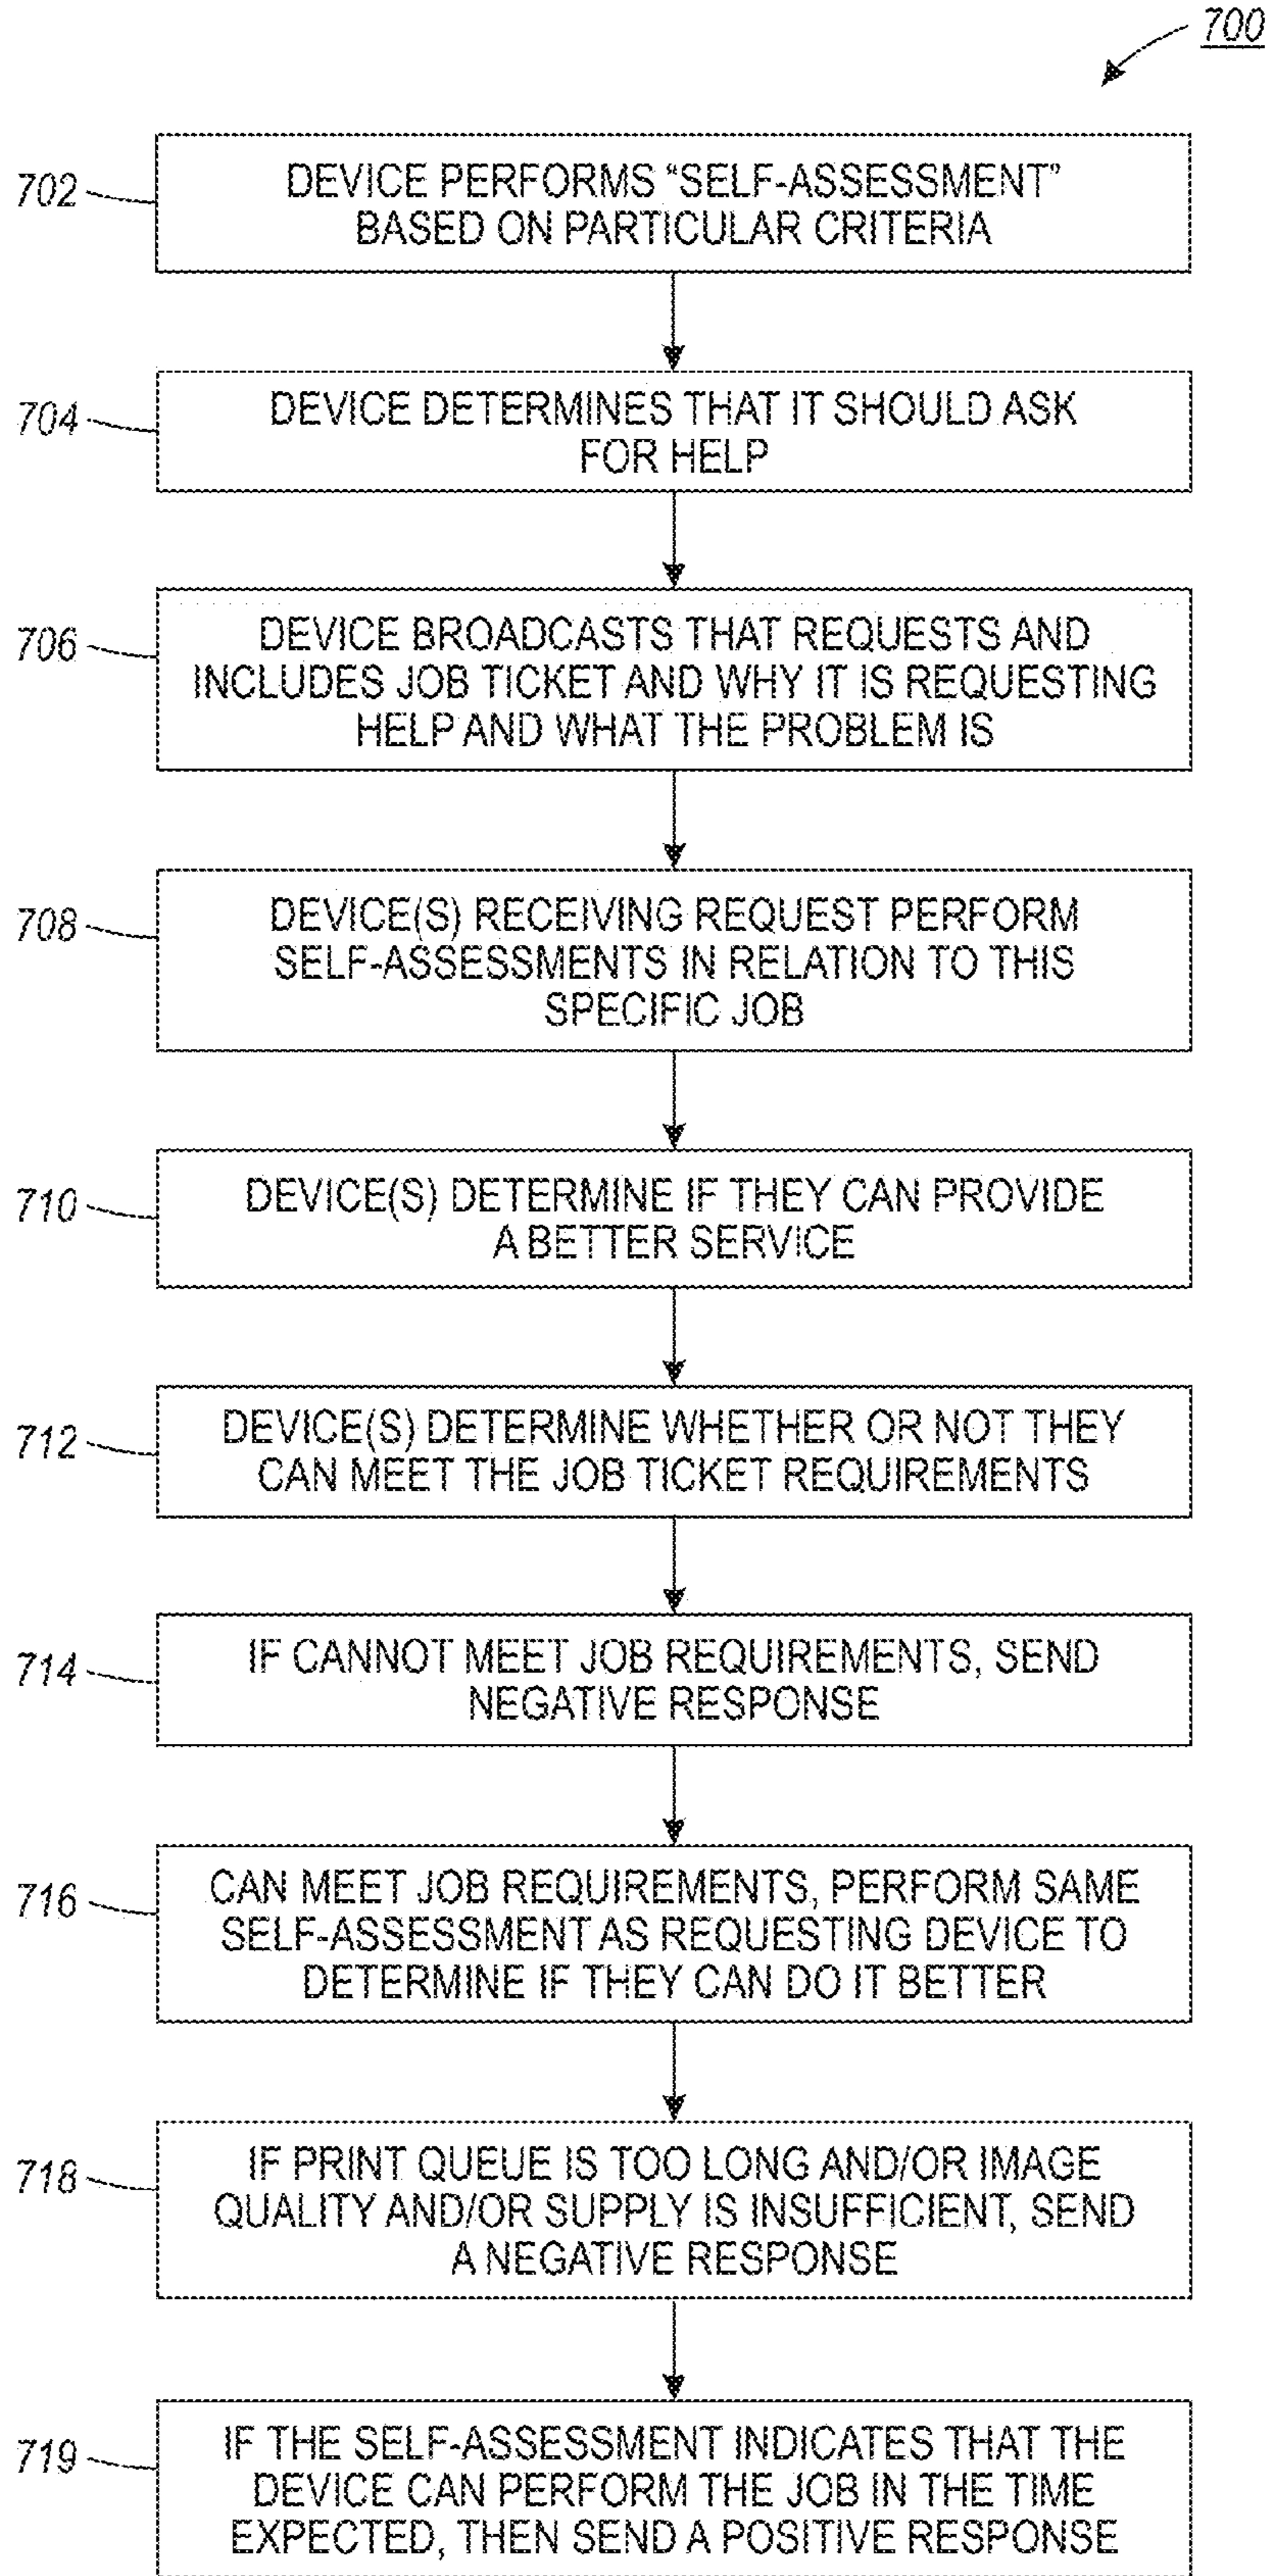 700
702
DEVICE PERFORMS “SELF-ASSESSMENT”
BASED ON PARTICULAR CRITERIA
704
DEVICE DETERMINES THAT IT SHOULD ASK
FOR HELP
706
DEVICE BROADCASTS THAT REQUESTS AND
INCLUDES JOB TICKET AND WHY IT IS REQUESTING
HELP AND WHAT THE PROBLEM IS
708
DEVICE(S) RECEIVING REQUEST PERFORM
SELF-ASSESSMENTS IN RELATION TO THIS
SPECIFIC JOB
710
DEVICE(S) DETERMINE IF THEY CAN PROVIDE
A BETTER SERVICE
712
DEVICE(S) DETERMINE WHETHER OR NOT THEY
CAN MEET THE JOB TICKET REQUIREMENTS
714
IF CANNOT MEET JOB REQUIREMENTS, SEND
NEGATIVE RESPONSE
716
CAN MEET JOB REQUIREMENTS, PERFORM SAME
SELF-ASSESSMENT AS REQUESTING DEVICE TO
DETERMINE IF THEY CAN DO IT BETTER
718
IF PRINT QUEUE IS TOO LONG AND/OR IMAGE
QUALITY AND/OR SUPPLY IS INSUFFICIENT, SEND
A NEGATIVE RESPONSE
719
IF THE SELF-ASSESSMENT INDICATES THAT THE
DEVICE CAN PERFORM THE JOB IN THE TIME
EXPECTED, THEN SEND A POSITIVE RESPONSE